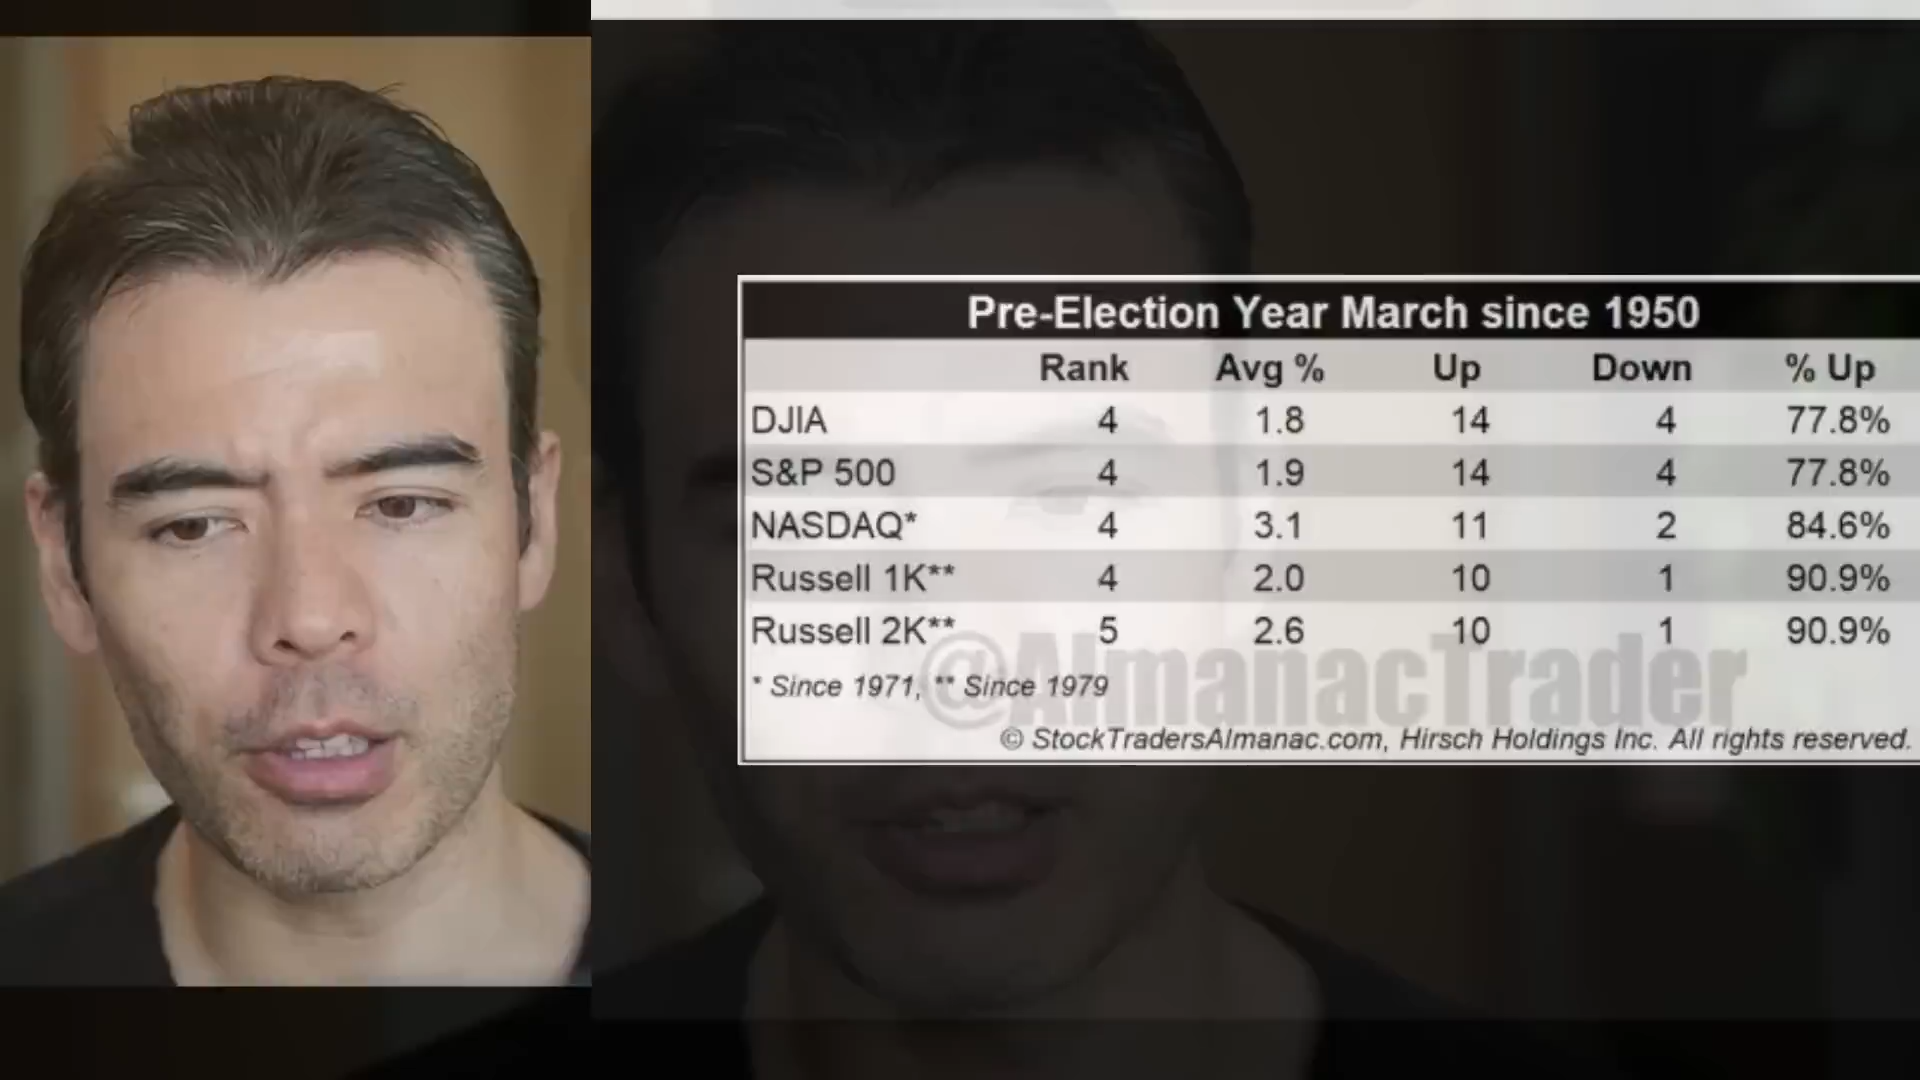 Pre-Election Year March since 1950
Rank Avg % Up Down % Up
DJIA 4 1.8 14 4 77.8%
S&P 500 4 1.9 14 4 77.8%
NASDAQ* 4 3.1 11 2 84.6%
Russell 1K** 4 2.0 10 1 90.9%
Russell 2K** 5 2.6 10 1 90.9%
@AlmanacTrader
* Since 1971, ** Since 1979
© StockTradersAlmanac.com, Hirsch Holdings Inc. All rights reserved.